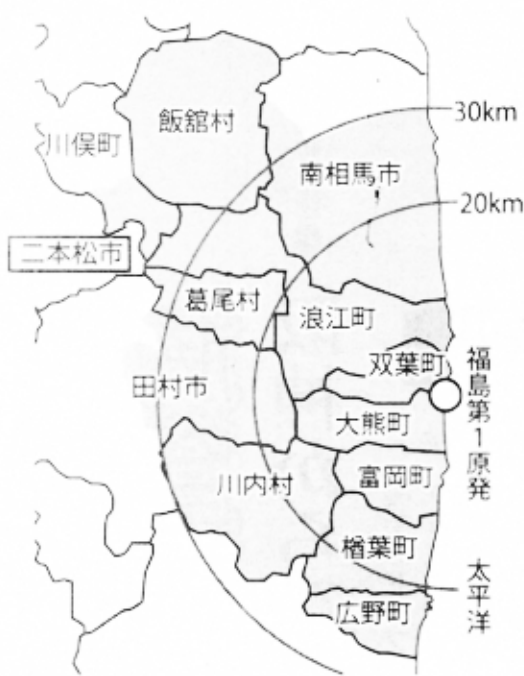 30km
飯舘村
川俣町
南相馬市
20km
二本松市
葛尾村
浪江町
双葉町
福島第1原発
田村市
大熊町
川内村
富岡町
楢葉町
太平洋
広野町